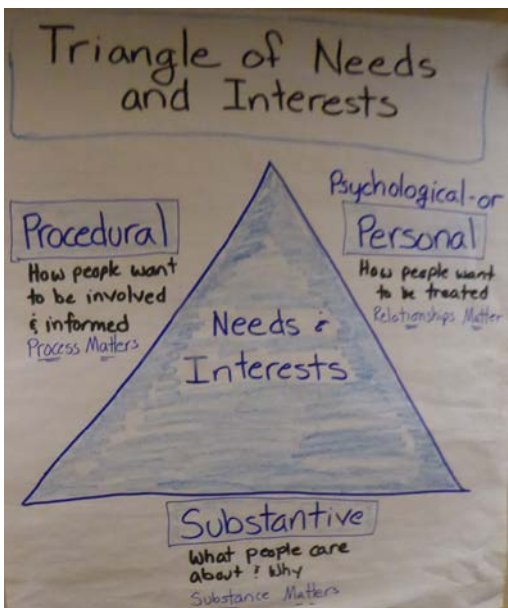 Triangle of Needs
and Interests
Procedural
How people want
to be involved
& informed
Process Matters
Psychological-or
Personal
How people want
to be treated
Relationships Matter
Needs &
Interests
Substantive
What people care
about & Why
Substance Matters